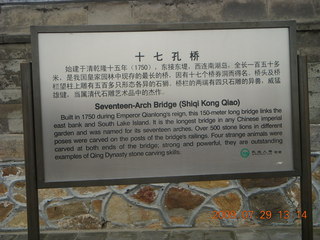 十七孔桥
始建于清乾隆十五年（1750），东接东堤，西连南湖岛，全长一百五十多
米，是我国皇家园林中现存的最长的桥，因有十七个桥券洞而得名。桥头及桥
栏望柱上雕有五百多只形态各异的石狮。桥栏的两端有四只石雕的异兽，威猛
雄健，当属清代石雕艺术品中的杰作。
Seventeen-Arch Bridge (Shiqi Kong Qiao)
Built in 1750 during Emperor Qianlong's reign, this 150-meter long bridge links the
east bank and South Lake Island. It is the longest bridge in any Chinese imperial
garden and was named for its seventeen arches. Over 500 stone lions in different
poses were carved on the posts of the bridge's railings. Four strange animals were
carved at both ends of the bridge; strong and powerful, they are outstanding
examples of Qing Dynasty stone carving skills.
29 13:14